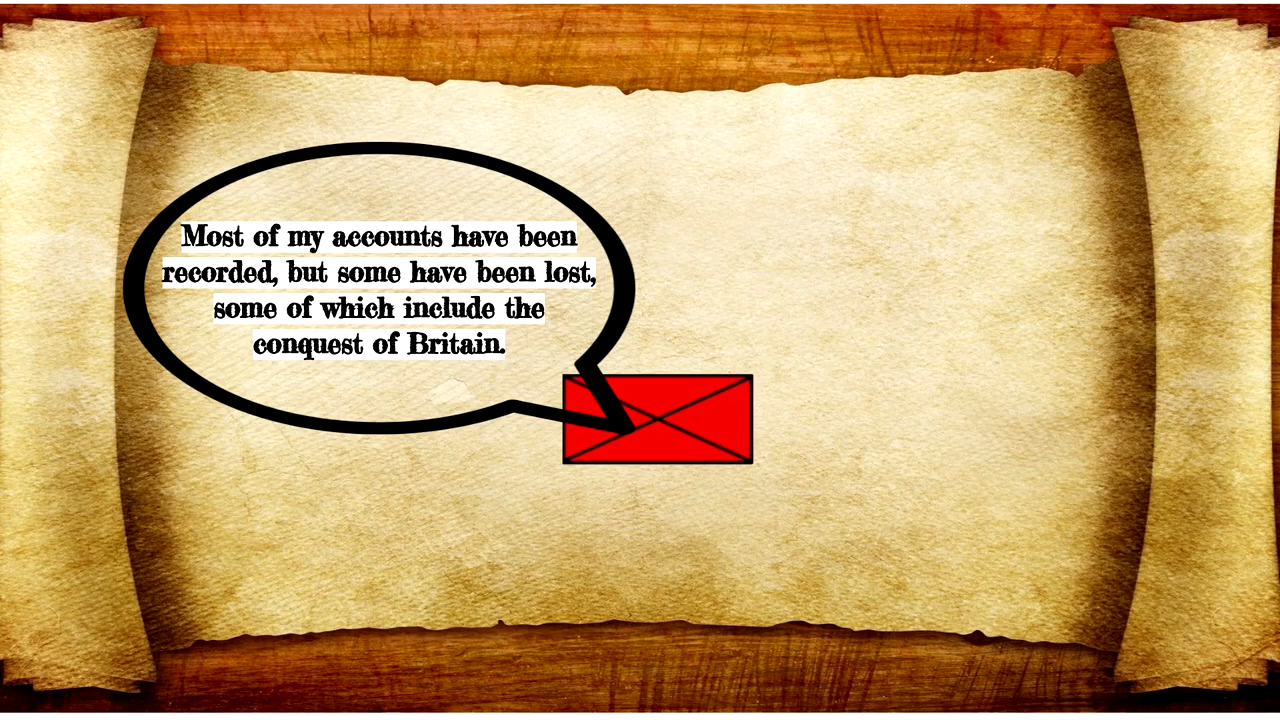 Most of my accounts have been
recorded, but some have been lost,
some of which include the
conquest of Britain.